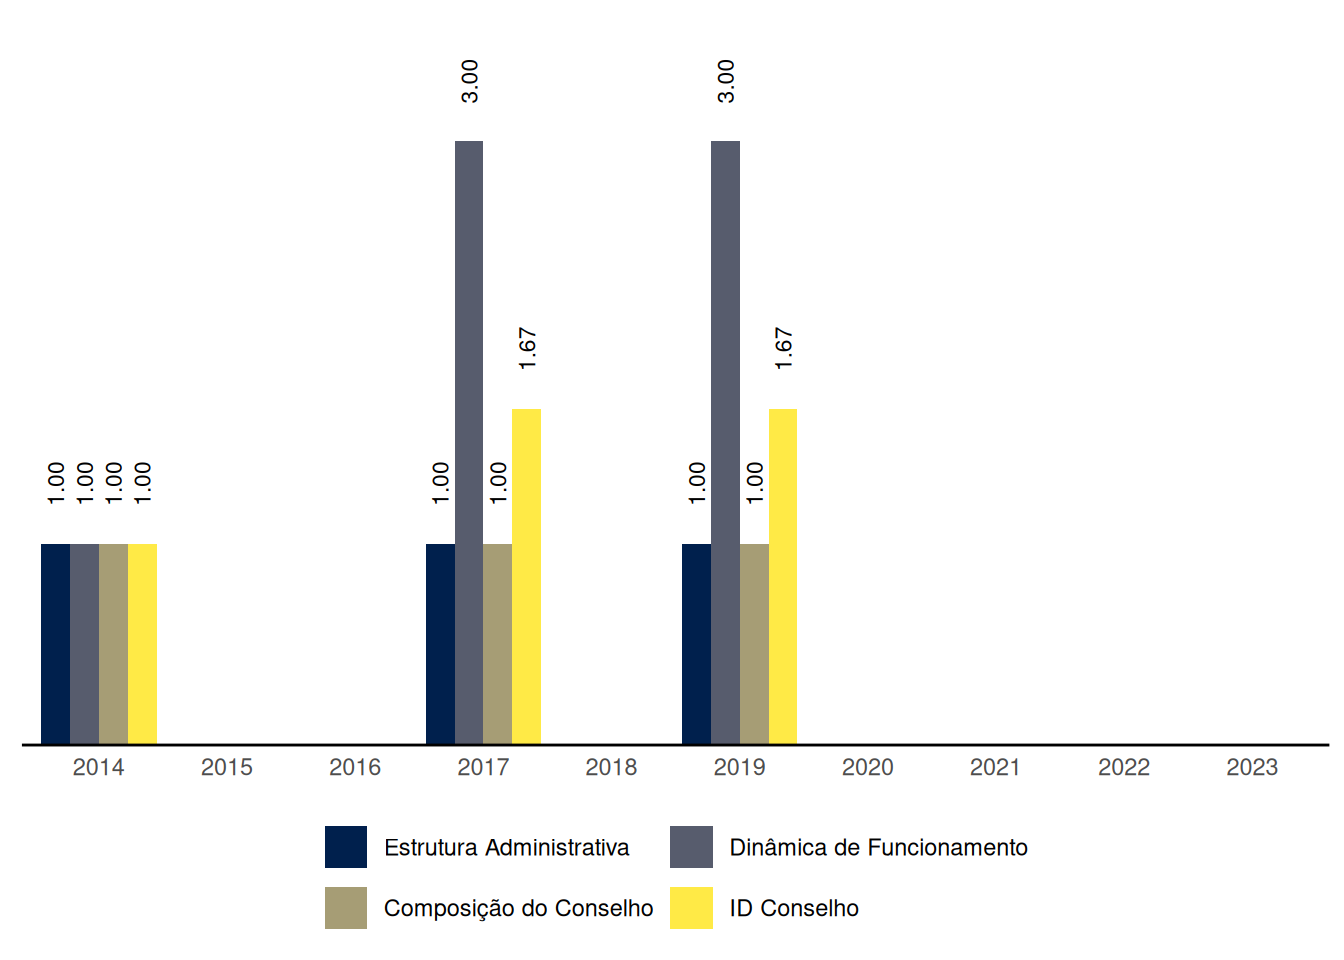 3.00 3.00
1.67 1.67
1.00 1.00 1.00 1.00 1.00 1.00 1.00 1.00
2014 2015 2016 2017 2018 2019 2020 2021 2022 2023
Estrutura Administrativa Dinâmica de Funcionamento
Composição do Conselho ID Conselho